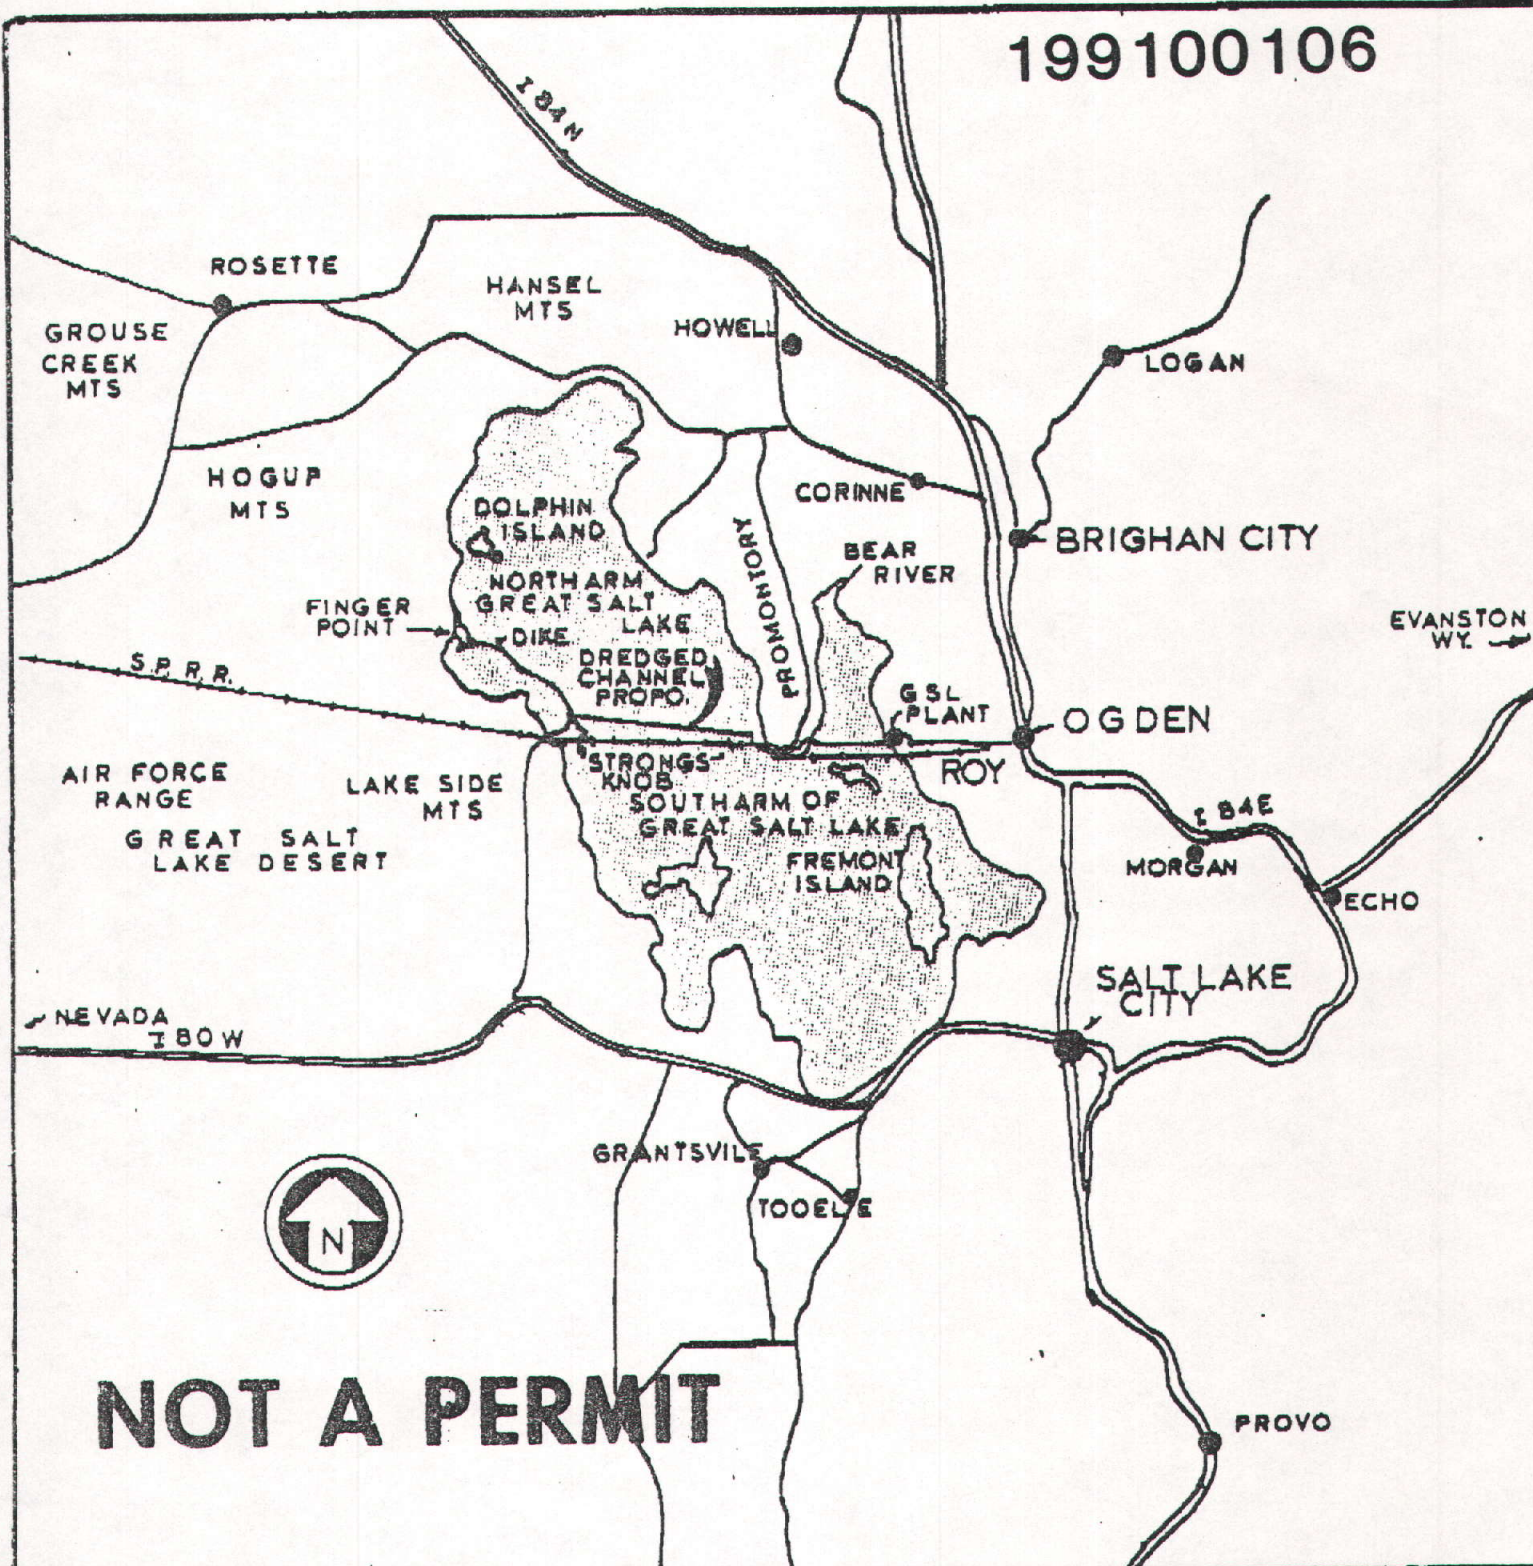 199100106
I 84 N
ROSETTE
HANSEL
MTS
GROUSE
CREEK
MTS
HOWELL
LOGAN
HOGUP
MTS
CORINNE
DOLPHIN
ISLAND
BRIGHAN CITY
PROMONTORY
BEAR
RIVER
NORTH ARM
GREAT SALT
LAKE
FINGER
POINT
DIKE
EVANSTON
WY.
S.P.R.R.
DREDGED
CHANNEL
PROPO.
GSL
PLANT
OGDEN
STRONGS
KNOB
ROY
AIR FORCE
RANGE
LAKE SIDE
MTS
SOUTH ARM OF
GREAT SALT LAKE
I 84E
GREAT SALT
LAKE DESERT
FREMONT
ISLAND
MORGAN
ECHO
SALT LAKE
CITY
NEVADA
I 80 W
GRANTSVILE
TOOELE
N
NOT A PERMIT
PROVO